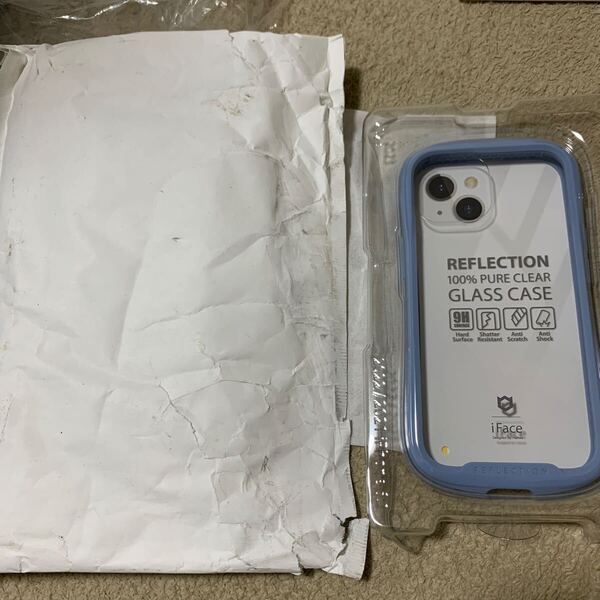 REFLECTION
100% PURE CLEAR
GLASS CASE
9H
Hard Surface
Shatter Resistant
Anti Scratch
Anti Shock
iFace
REFLECTION